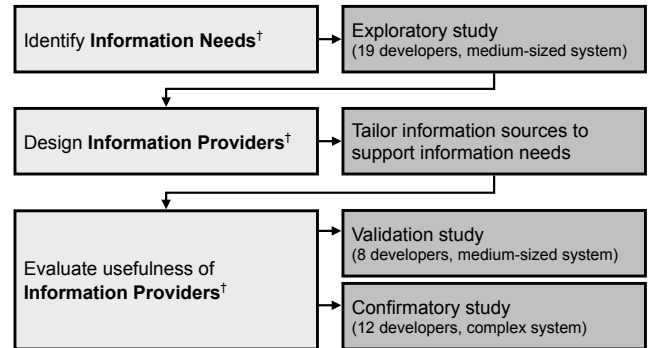 Identify Information Needs†
Exploratory study
(19 developers, medium-sized system)
Design Information Providers†
Tailor information sources to
support information needs
Evaluate usefulness of
Information Providers†
Validation study
(8 developers, medium-sized system)
Confirmatory study
(12 developers, complex system)